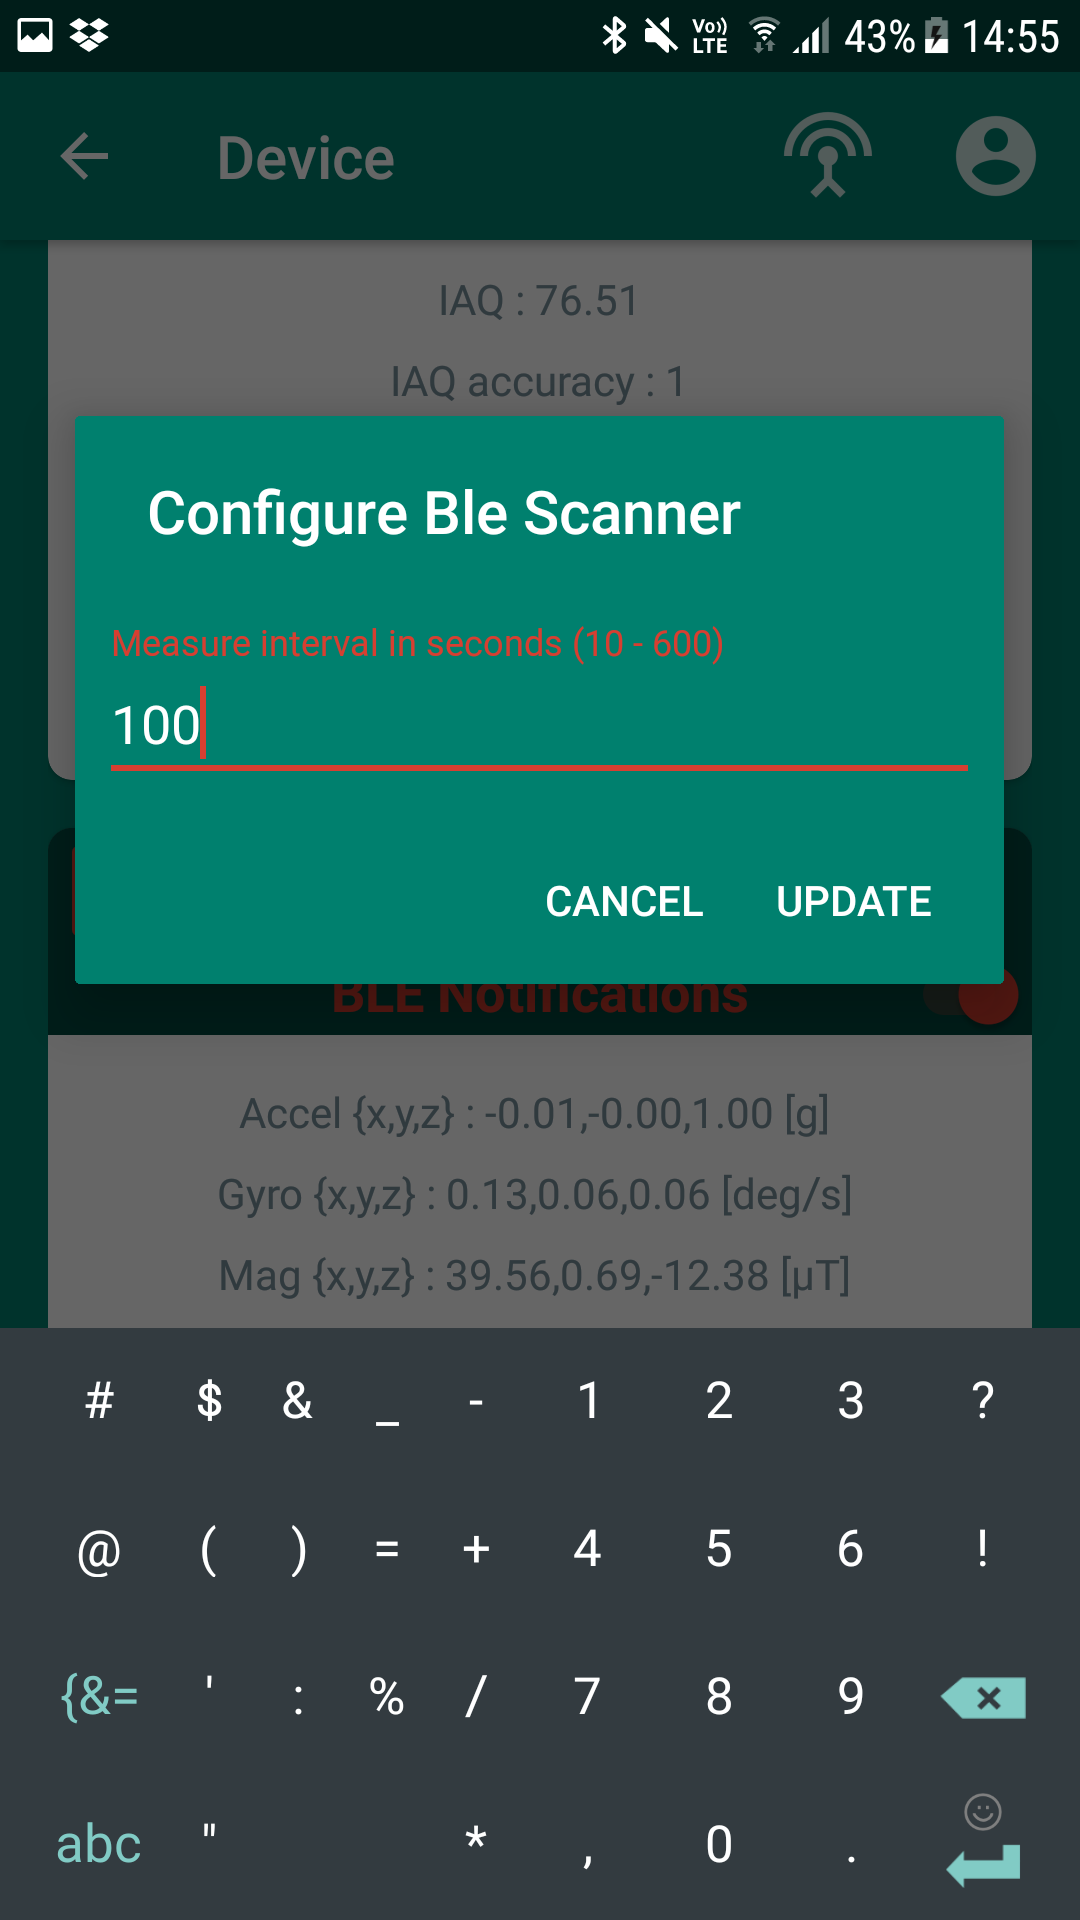 Vo))
LTE
43%
14:55
Device
IAQ : 76.51
IAQ accuracy : 1
Configure Ble Scanner
Measure interval in seconds (10 - 600)
100
CANCEL UPDATE
BLE Notifications
Accel {x,y,z} : -0.01,-0.00,1.00 [g]
Gyro {x,y,z} : 0.13,0.06,0.06 [deg/s]
Mag {x,y,z} : 39.56,0.69,-12.38 [µT]
# $ & _ - 1 2 3 ?
@ ( ) = + 4 5 6 !
{&= ' : % / 7 8 9
abc " * , 0 .